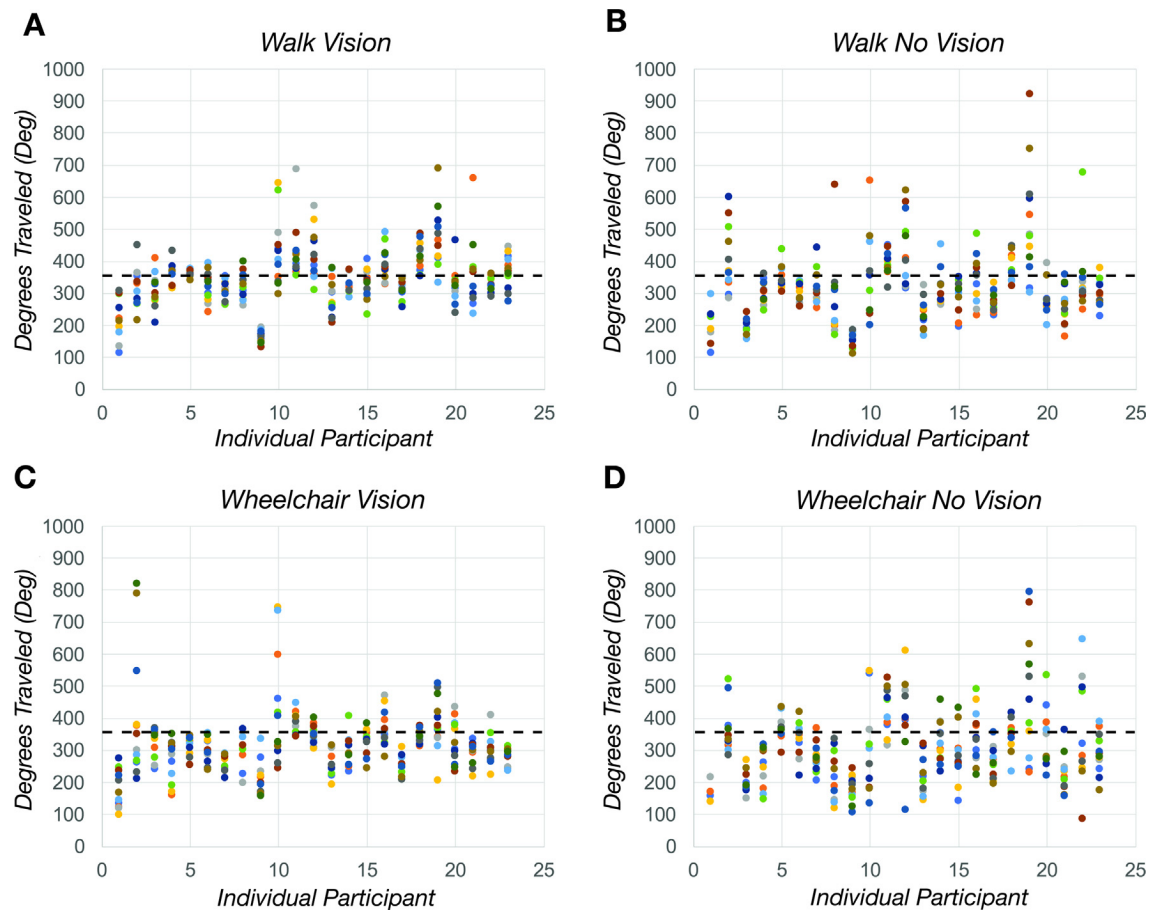 A
Walk Vision
Degrees Traveled (Deg)
1000
900
800
700
600
500
400
300
200
100
0
0 5 10 15 20 25
Individual Participant
B
Walk No Vision
Degrees Traveled (Deg)
1000
900
800
700
600
500
400
300
200
100
0
0 5 10 15 20 25
Individual Participant
C
Wheelchair Vision
Degrees Traveled (Deg)
1000
900
800
700
600
500
400
300
200
100
0
0 5 10 15 20 25
Individual Participant
D
Wheelchair No Vision
Degrees Traveled (Deg)
1000
900
800
700
600
500
400
300
200
100
0
0 5 10 15 20 25
Individual Participant